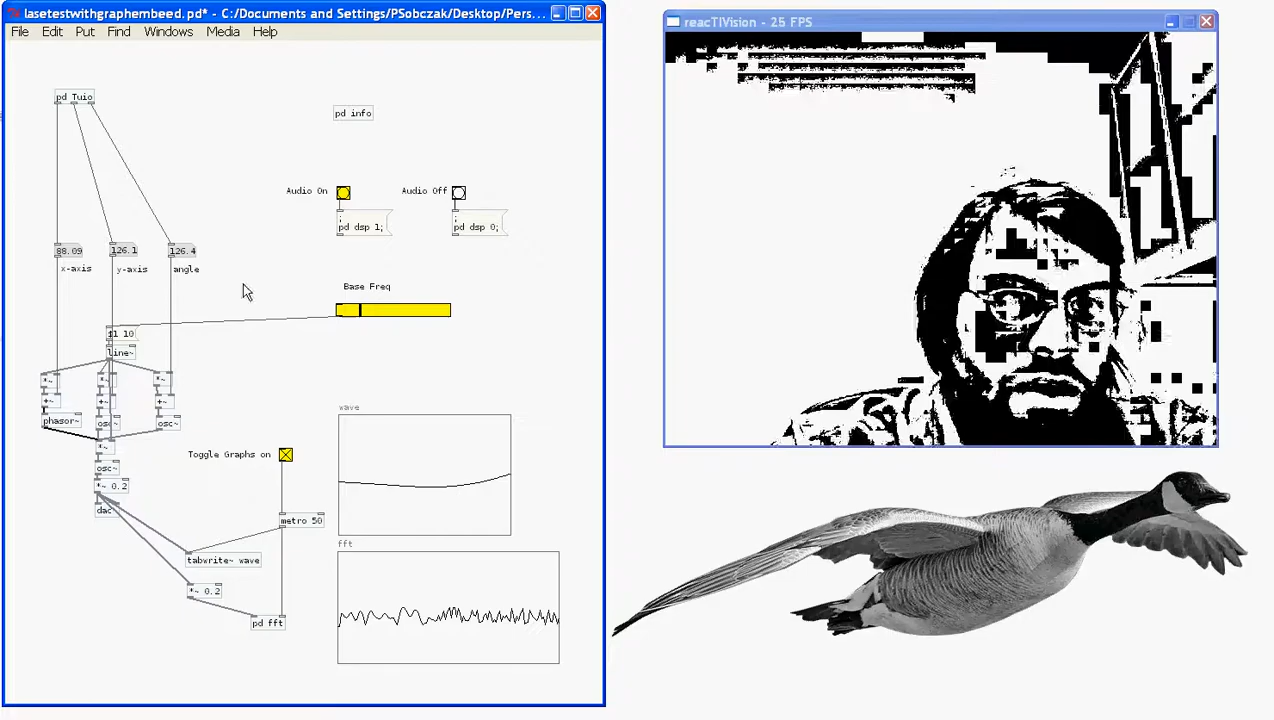 lasetestwithgraphembeed. pd* - C:/Documents and Settings/PSobczak/Desktop/Pers...
File Edit Put Find Windows Media Help
reacTIVision - 25 FPS
pd Tuio
pd info
Audio On
Audio Off
;
pd dsp 1;
;
pd dsp 0;
88.09
126.1
126.4
x-axis
y-axis
angle
Base Freq
line~
*~
*~
*~
+~
+~
+~
phasor~
osc~
osc~
*~
osc~
*~ 0.2
Toggle Graphs on
metro 50
tabwrite~ wave
*~ 0.2
pd fft
wave
fft